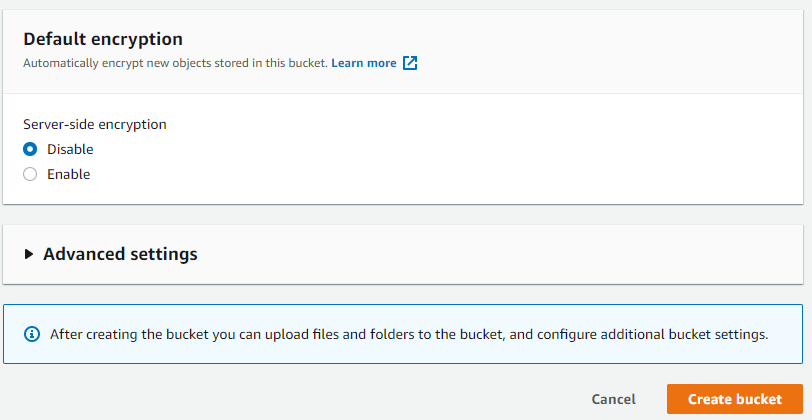 Default encryption
Automatically encrypt new objects stored in this bucket. Learn more
Server-side encryption
Disable
Enable
Advanced settings
After creating the bucket you can upload files and folders to the bucket, and configure additional bucket settings.
Cancel Create bucket